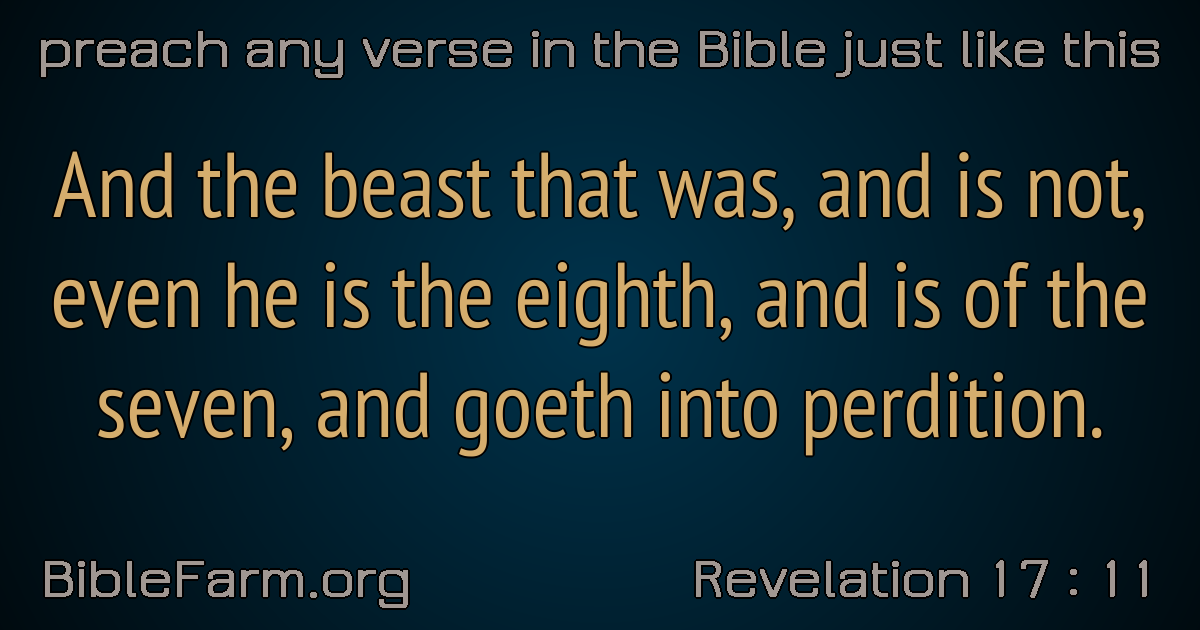 preach any verse in the Bible just like this
And the beast that was, and is not,
even he is the eighth, and is of the
seven, and goeth into perdition.
BibleFarm.org
Revelation 17 : 11